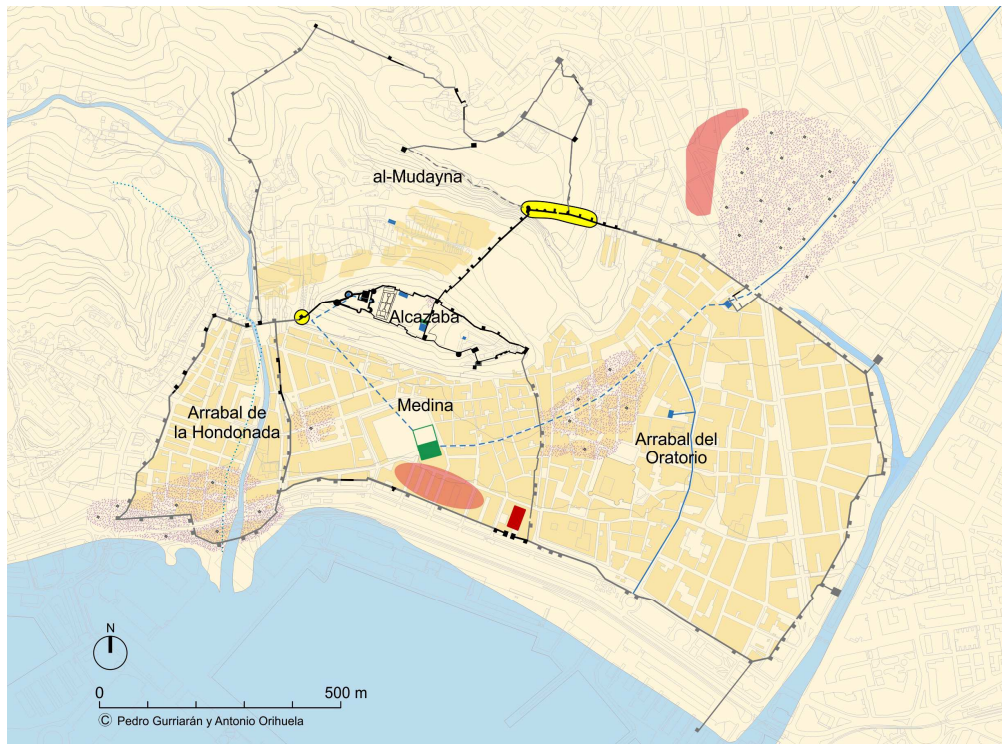 al-Mudayna
Alcazaba
Arrabal de
la Hondonada
Medina
Arrabal del
Oratorio
N
0 500 m
© Pedro Gurriarán y Antonio Orihuela